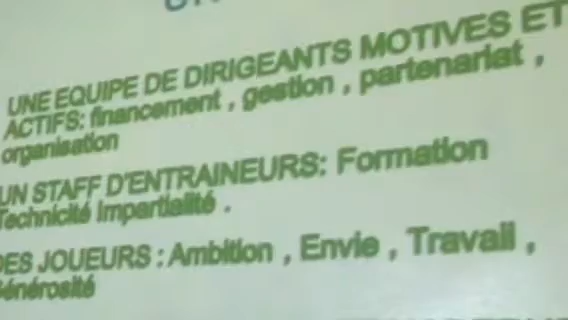 UNE EQUIPE DE DIRIGEANTS MOTIVES ET
ACTIFS: financement , gestion , partenariat ,
organisation
UN STAFF D'ENTRAINEURS: Formation
Technicité Impartialité .
DES JOUEURS : Ambition , Envie , Travail ,
Générosité